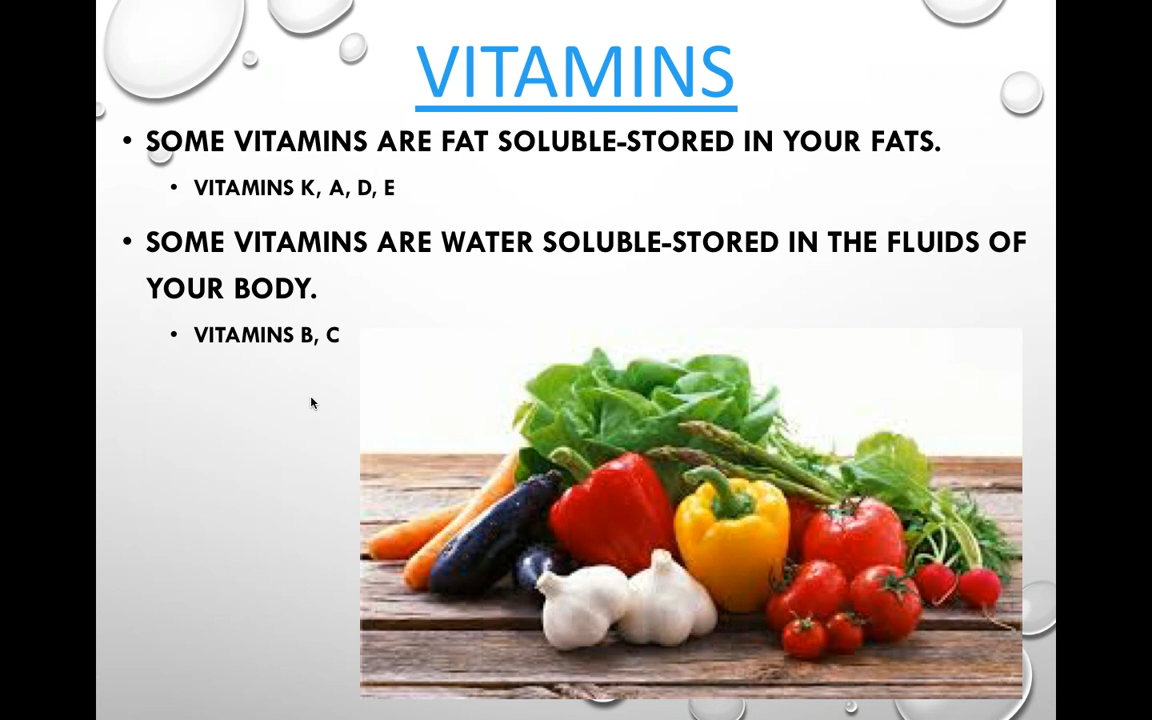 VITAMINS
• SOME VITAMINS ARE FAT SOLUBLE-STORED IN YOUR FATS.
• VITAMINS K, A, D, E
• SOME VITAMINS ARE WATER SOLUBLE-STORED IN THE FLUIDS OF
YOUR BODY.
• VITAMINS B, C